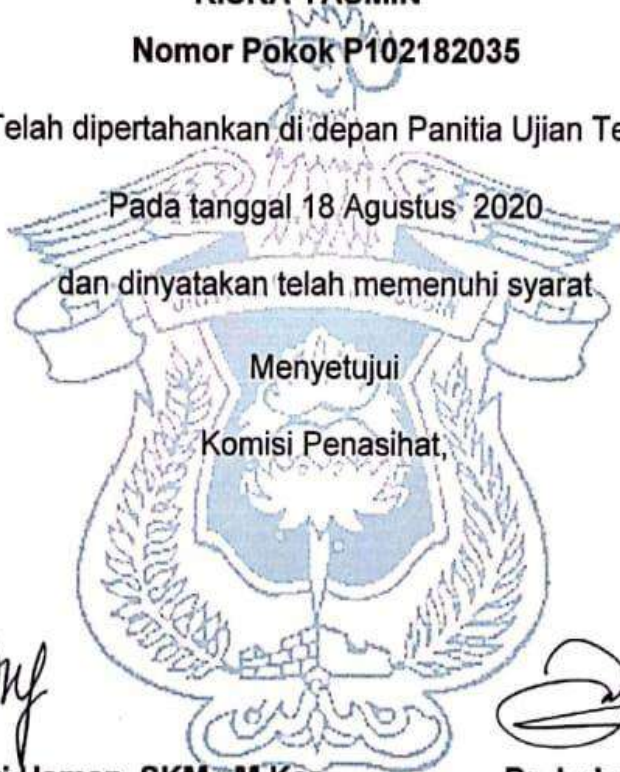 Nomor Pokok P102182035
Telah dipertahankan di depan Panitia Ujian Te
Pada tanggal 18 Agustus 2020
dan dinyatakan telah memenuhi syarat
Menyetujui
Komisi Penasihat,